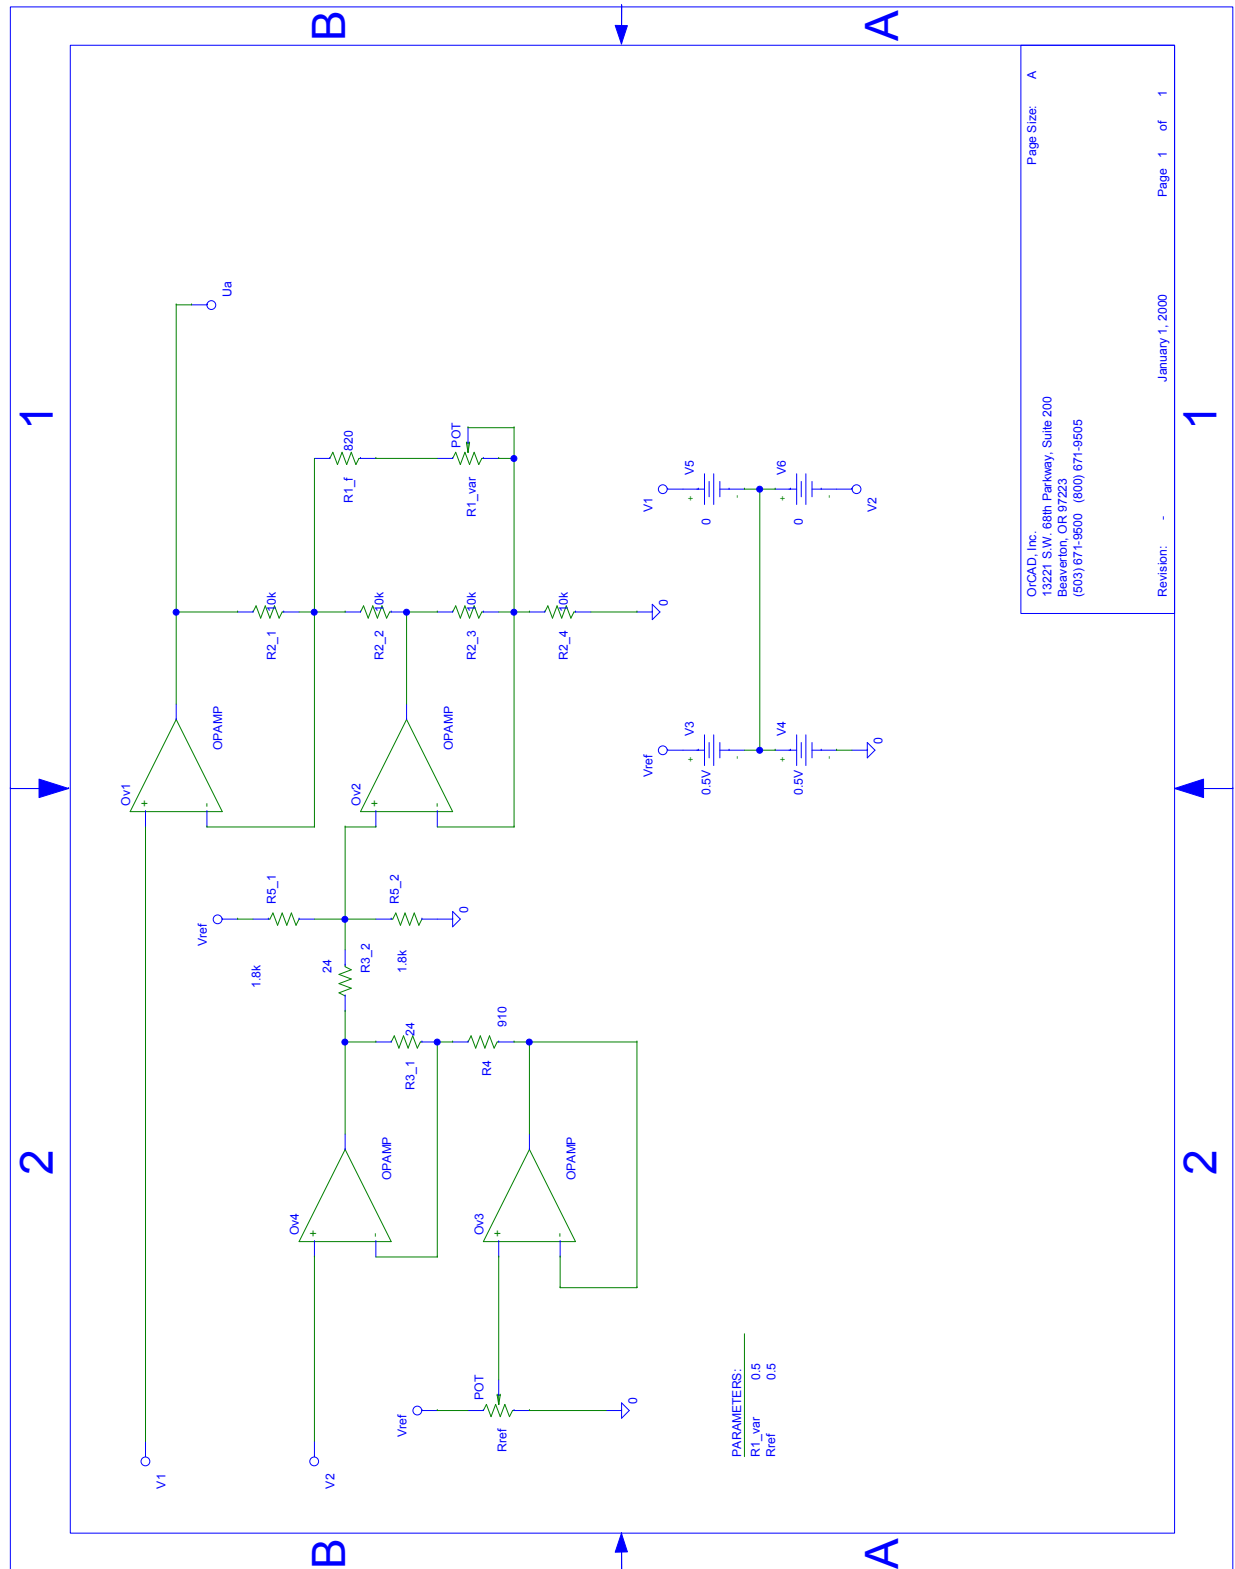 B
A
1
2
1
2
B
A
V1
V2
Vref
POT
Rref
0
PARAMETERS:
R1_var 0.5
Rref 0.5
Ov4
+
-
OPAMP
Ov3
+
-
OPAMP
R3_1
24
R4
910
24
R3_2
Vref
R5_1
1.8k
R5_2
1.8k
0
Ov1
+
-
OPAMP
Ov2
+
-
OPAMP
R2_1
10k
R2_2
10k
R2_3
10k
R2_4
10k
0
R1_f
820
POT
R1_var
Ua
Vref
V3
+
-
0.5V
V4
+
-
0.5V
0
V1
V5
+
-
0
V6
+
-
0
V2
OrCAD, Inc.
13221 S.W. 68th Parkway, Suite 200
Beaverton, OR 97223
(503) 671-9500 (800) 671-9505
Page Size: A
Revision: - January 1, 2000 Page 1 of 1